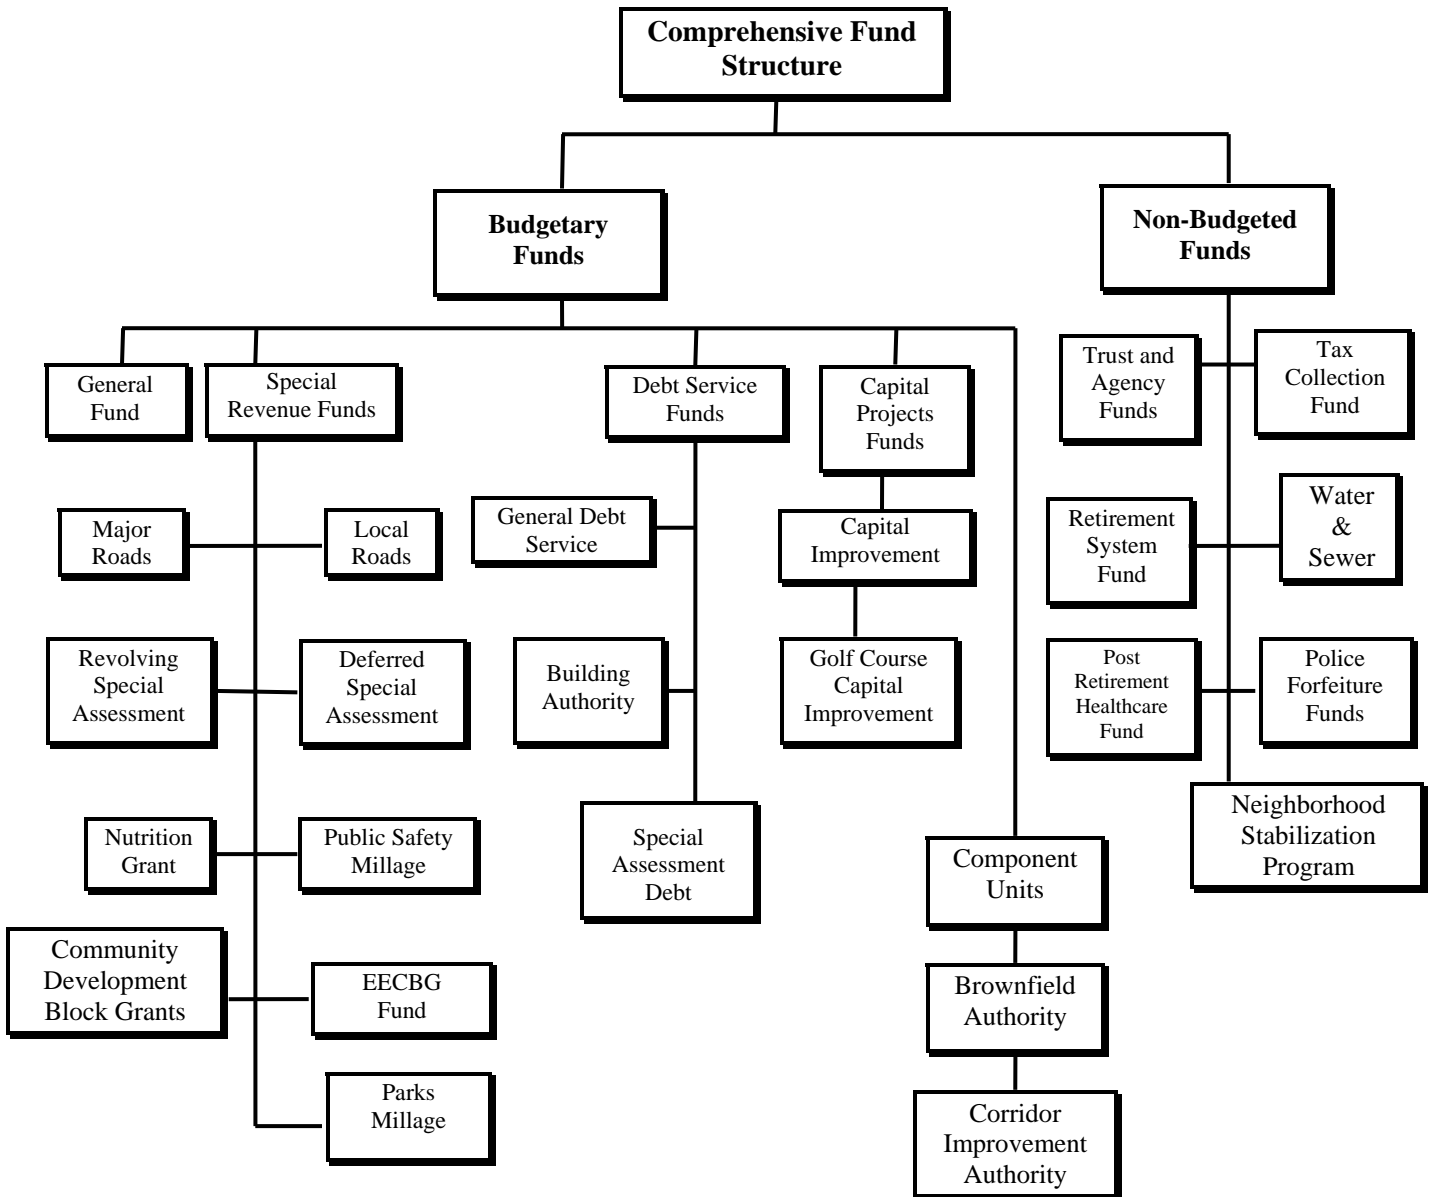 Comprehensive Fund
Structure
Budgetary
Funds
Non-Budgeted
Funds
General
Fund
Special
Revenue Funds
Debt Service
Funds
Capital
Projects
Funds
Trust and
Agency
Funds
Tax
Collection
Fund
Major
Roads
Local
Roads
General Debt
Service
Capital
Improvement
Retirement
System
Fund
Water
&
Sewer
Revolving
Special
Assessment
Deferred
Special
Assessment
Building
Authority
Golf Course
Capital
Improvement
Post
Retirement
Healthcare
Fund
Police
Forfeiture
Funds
Nutrition
Grant
Public Safety
Millage
Special
Assessment
Debt
Component
Units
Neighborhood
Stabilization
Program
Community
Development
Block Grants
EECBG
Fund
Brownfield
Authority
Parks
Millage
Corridor
Improvement
Authority